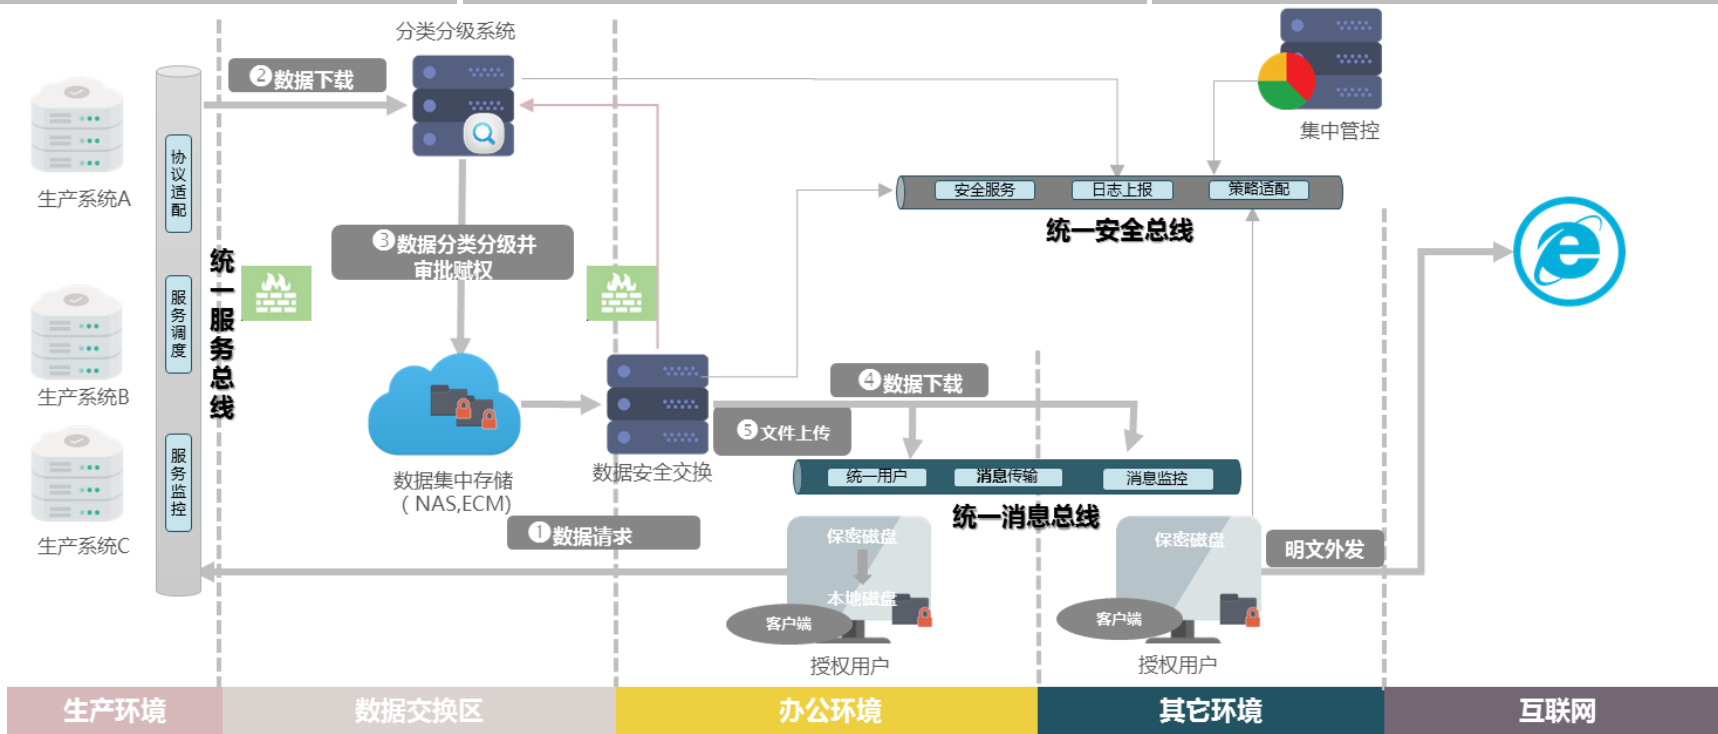 分类分级系统
❷数据下载
集中管控
生产系统A
协议适配
安全服务
日志上报
策略适配
统一安全总线
❸数据分类分级并
审批赋权
统一服务总线
服务调度
生产系统B
❹数据下载
❺文件上传
服务监控
数据集中存储
( NAS,ECM)
数据安全交换
统一用户
消息传输
消息监控
统一消息总线
❶数据请求
生产系统C
保密磁盘
本地磁盘
客户端
授权用户
保密磁盘
客户端
授权用户
明文外发
生产环境
数据交换区
办公环境
其它环境
互联网